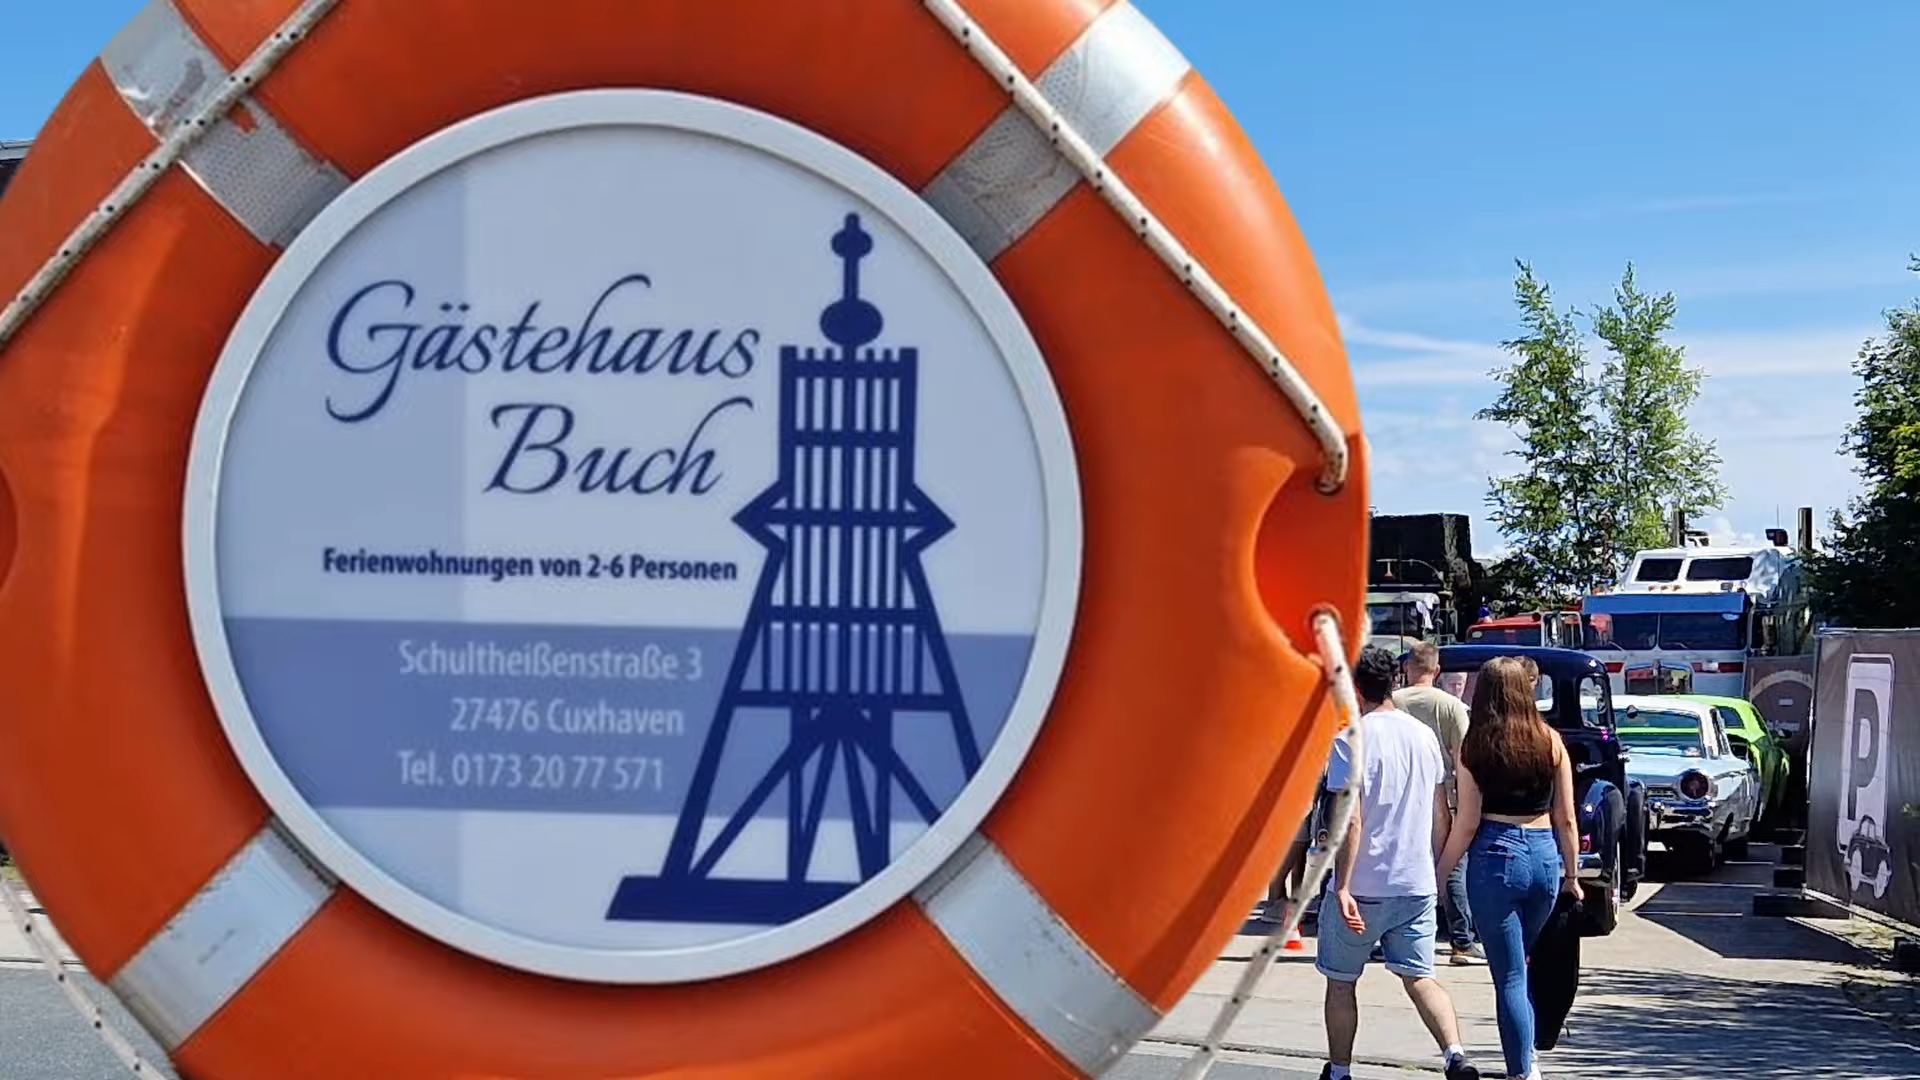 Gästehaus
Buch
Ferienwohnungen von 2-6 Personen
Schultheißenstraße 3
27476 Cuxhaven
Tel. 0173 20 77 571
P